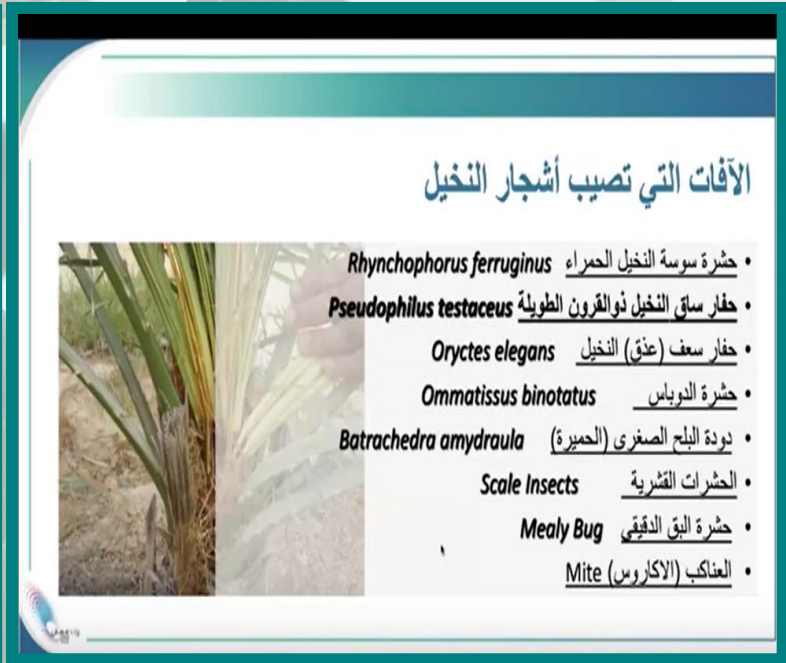 الآفات التي تصيب أشجار النخيل
• حشرة سوسة النخيل الحمراء Rhynchophorus ferruginus
• حفار ساق النخيل ذوالقرون الطويلة Pseudophilus testaceus
• حفار سعف (عذق) النخيل Oryctes elegans
• حشرة الدوباس Ommatissus binotatus
• دودة البلح الصغرى (الحميرة) Batrachedra amydraula
• الحشرات القشرية Scale Insects
• حشرة البق الدقيقي Mealy Bug
• العناكب (الاكاروس) Mite